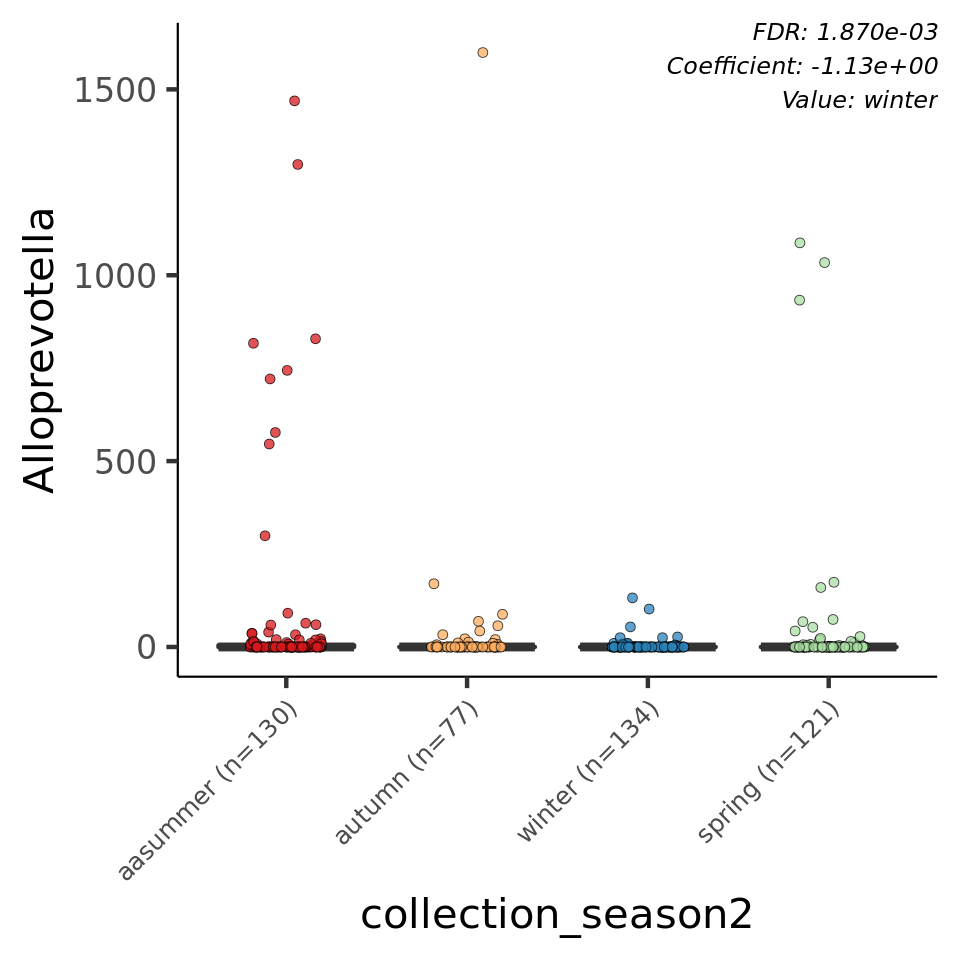 FDR: 1.870e-03
Coefficient: -1.13e+00
Value: winter
Alloprevotella
1500
1000
500
0
aasummer (n=130)
autumn (n=77)
winter (n=134)
spring (n=121)
collection_season2